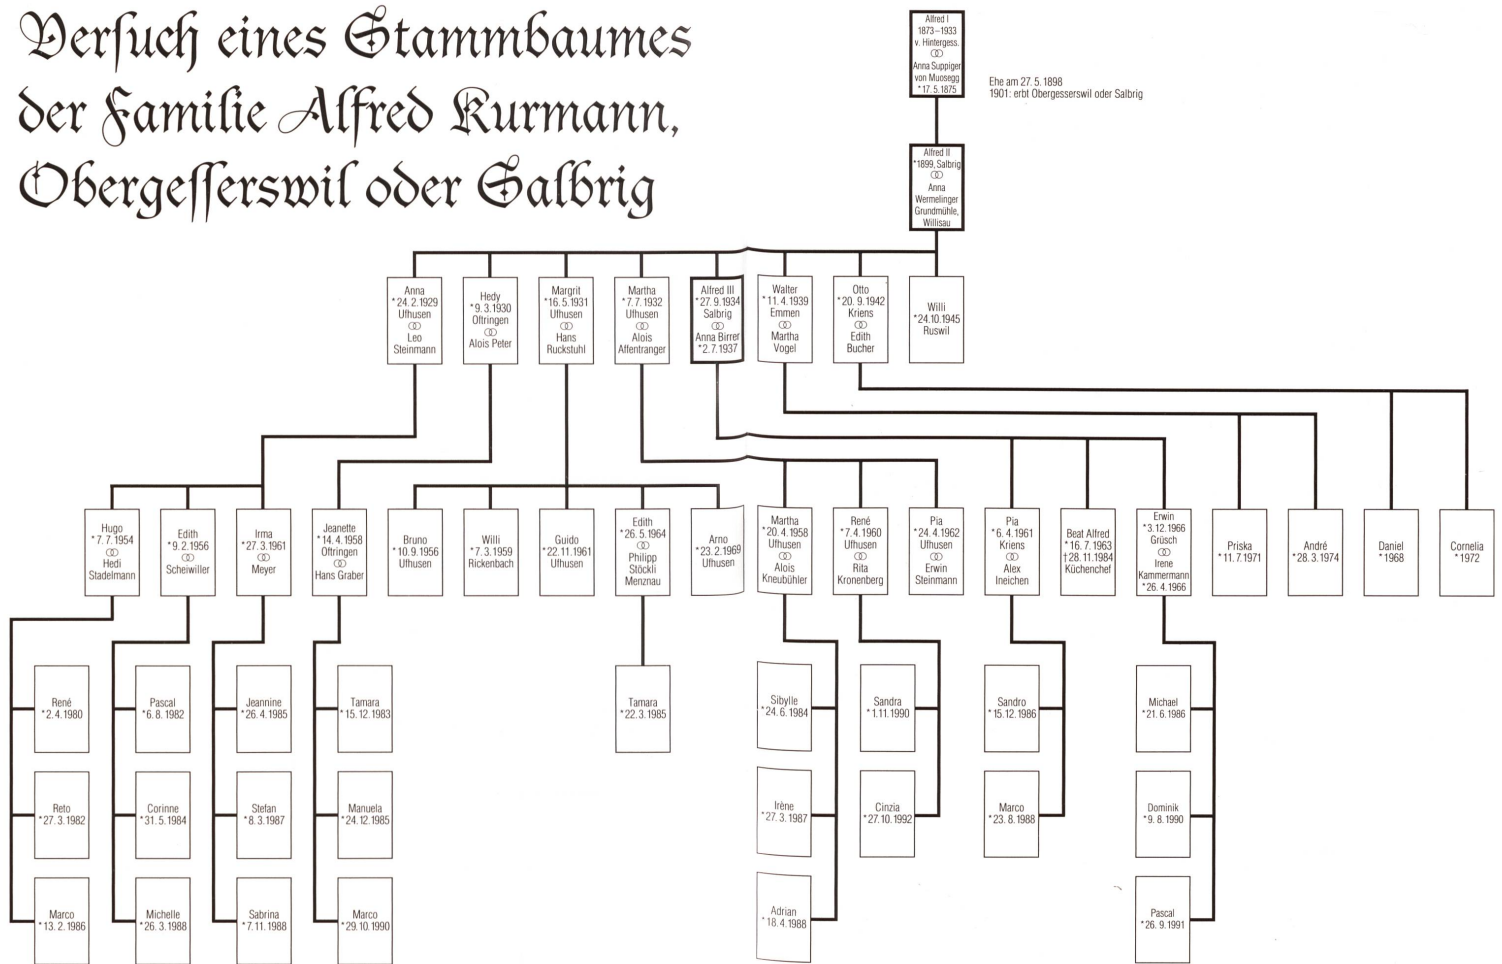 Versuch eines Stammbaumes
der Familie Alfred Kurmann,
Obergesserswil oder Salbrig
Alfred I
1873–1933
v. Hintergess.
⚭
Anna Suppiger
von Muosegg
*17.5.1875
Ehe am 27.5.1898
1901: erbt Obergesserswil oder Salbrig
Alfred II
*1899, Salbrig
⚭
Anna
Wermelinger
Grundmühle,
Willisau
Anna
*24.2.1929
Ufhusen
⚭
Leo
Steinmann
Hedy
*9.3.1930
Oftringen
⚭
Alois Peter
Margrit
*16.5.1931
Ufhusen
⚭
Hans
Ruckstuhl
Martha
*7.7.1932
Ufhusen
⚭
Alois
Affentranger
Alfred III
*27.9.1934
Salbrig
⚭
Anna Birrer
*2.7.1937
Walter
*11.4.1939
Emmen
⚭
Martha
Vogel
Otto
*20.9.1942
Kriens
⚭
Edith
Bucher
Willi
*24.10.1945
Ruswil
Hugo
*7.7.1954
⚭
Hedi
Stadelmann
Edith
*9.2.1956
⚭
Scheiwiller
Irma
*27.3.1961
⚭
Meyer
Jeanette
*14.4.1958
Oftringen
⚭
Hans Graber
Bruno
*10.9.1956
Ufhusen
Willi
*7.3.1959
Rickenbach
Guido
*22.11.1961
Ufhusen
Edith
*26.5.1964
⚭
Philipp
Stöckli
Menznau
Arno
*23.2.1969
Ufhusen
Martha
*20.4.1958
Ufhusen
⚭
Alois
Kneubühler
René
*7.4.1960
Ufhusen
⚭
Rita
Kronenberg
Pia
*24.4.1962
Ufhusen
⚭
Erwin
Steinmann
Pia
*6.4.1961
Kriens
⚭
Alex
Ineichen
Beat Alfred
*16.7.1963
†28.11.1984
Küchenchef
Erwin
*3.12.1966
Grüsch
⚭
Irene
Kammermann
*26.4.1966
Priska
*11.7.1971
André
*28.3.1974
Daniel
*1968
Cornelia
*1972
René
*2.4.1980
Pascal
*6.8.1982
Jeannine
*26.4.1985
Tamara
*15.12.1983
Tamara
*22.3.1985
Sibylle
*24.6.1984
Sandra
*1.11.1990
Sandro
*15.12.1986
Michael
*21.6.1986
Reto
*27.3.1982
Corinne
*31.5.1984
Stefan
*8.3.1987
Manuela
*24.12.1985
Irène
*27.3.1987
Cinzia
*27.10.1992
Marco
*23.8.1988
Dominik
*9.8.1990
Marco
*13.2.1986
Michelle
*26.3.1988
Sabrina
*7.11.1988
Marco
*29.10.1990
Adrian
*18.4.1988
Pascal
*26.9.1991